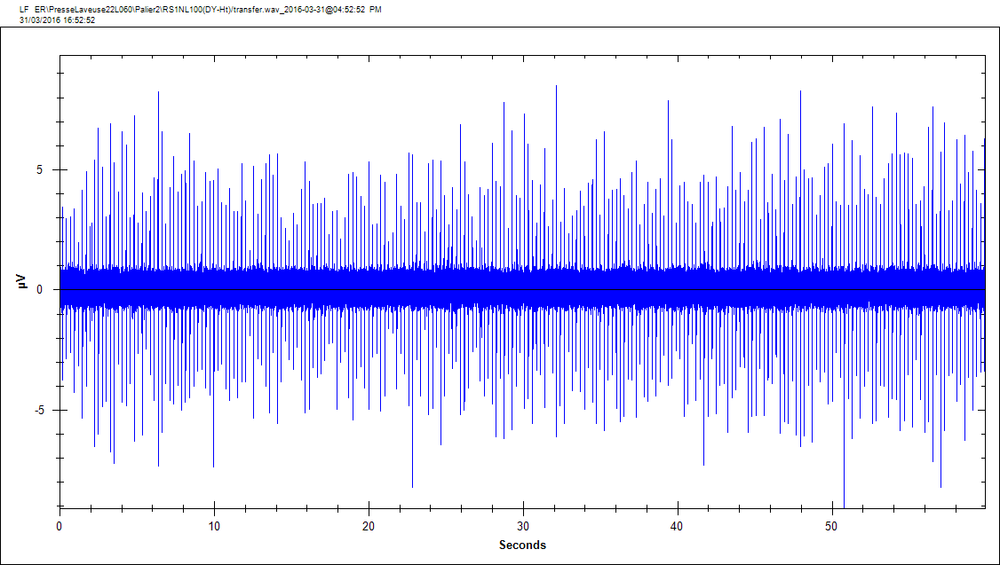 LF ER\PresseLaveuse22L060\Palier2\RS1NL100(DY-Ht)/transfer.wav_2016-03-31@04:52:52 PM
31/03/2016 16:52:52
5
0
-5
µV
0 10 20 30 40 50
Seconds